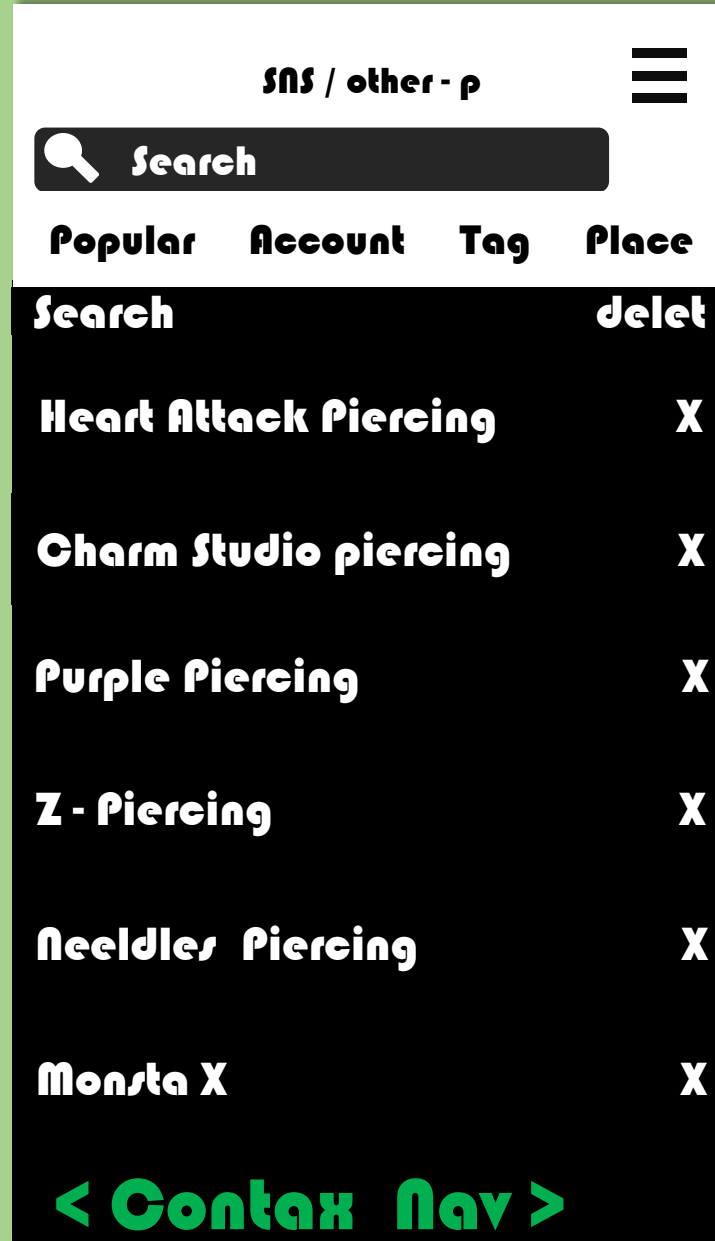 SNS / other - p
Search
Popular Account Tag Place
Search delet
Heart Attack Piercing X
Charm Studio piercing X
Purple Piercing X
Z - Piercing X
Neeldles Piercing X
Monsta X X
< Contax Nav >